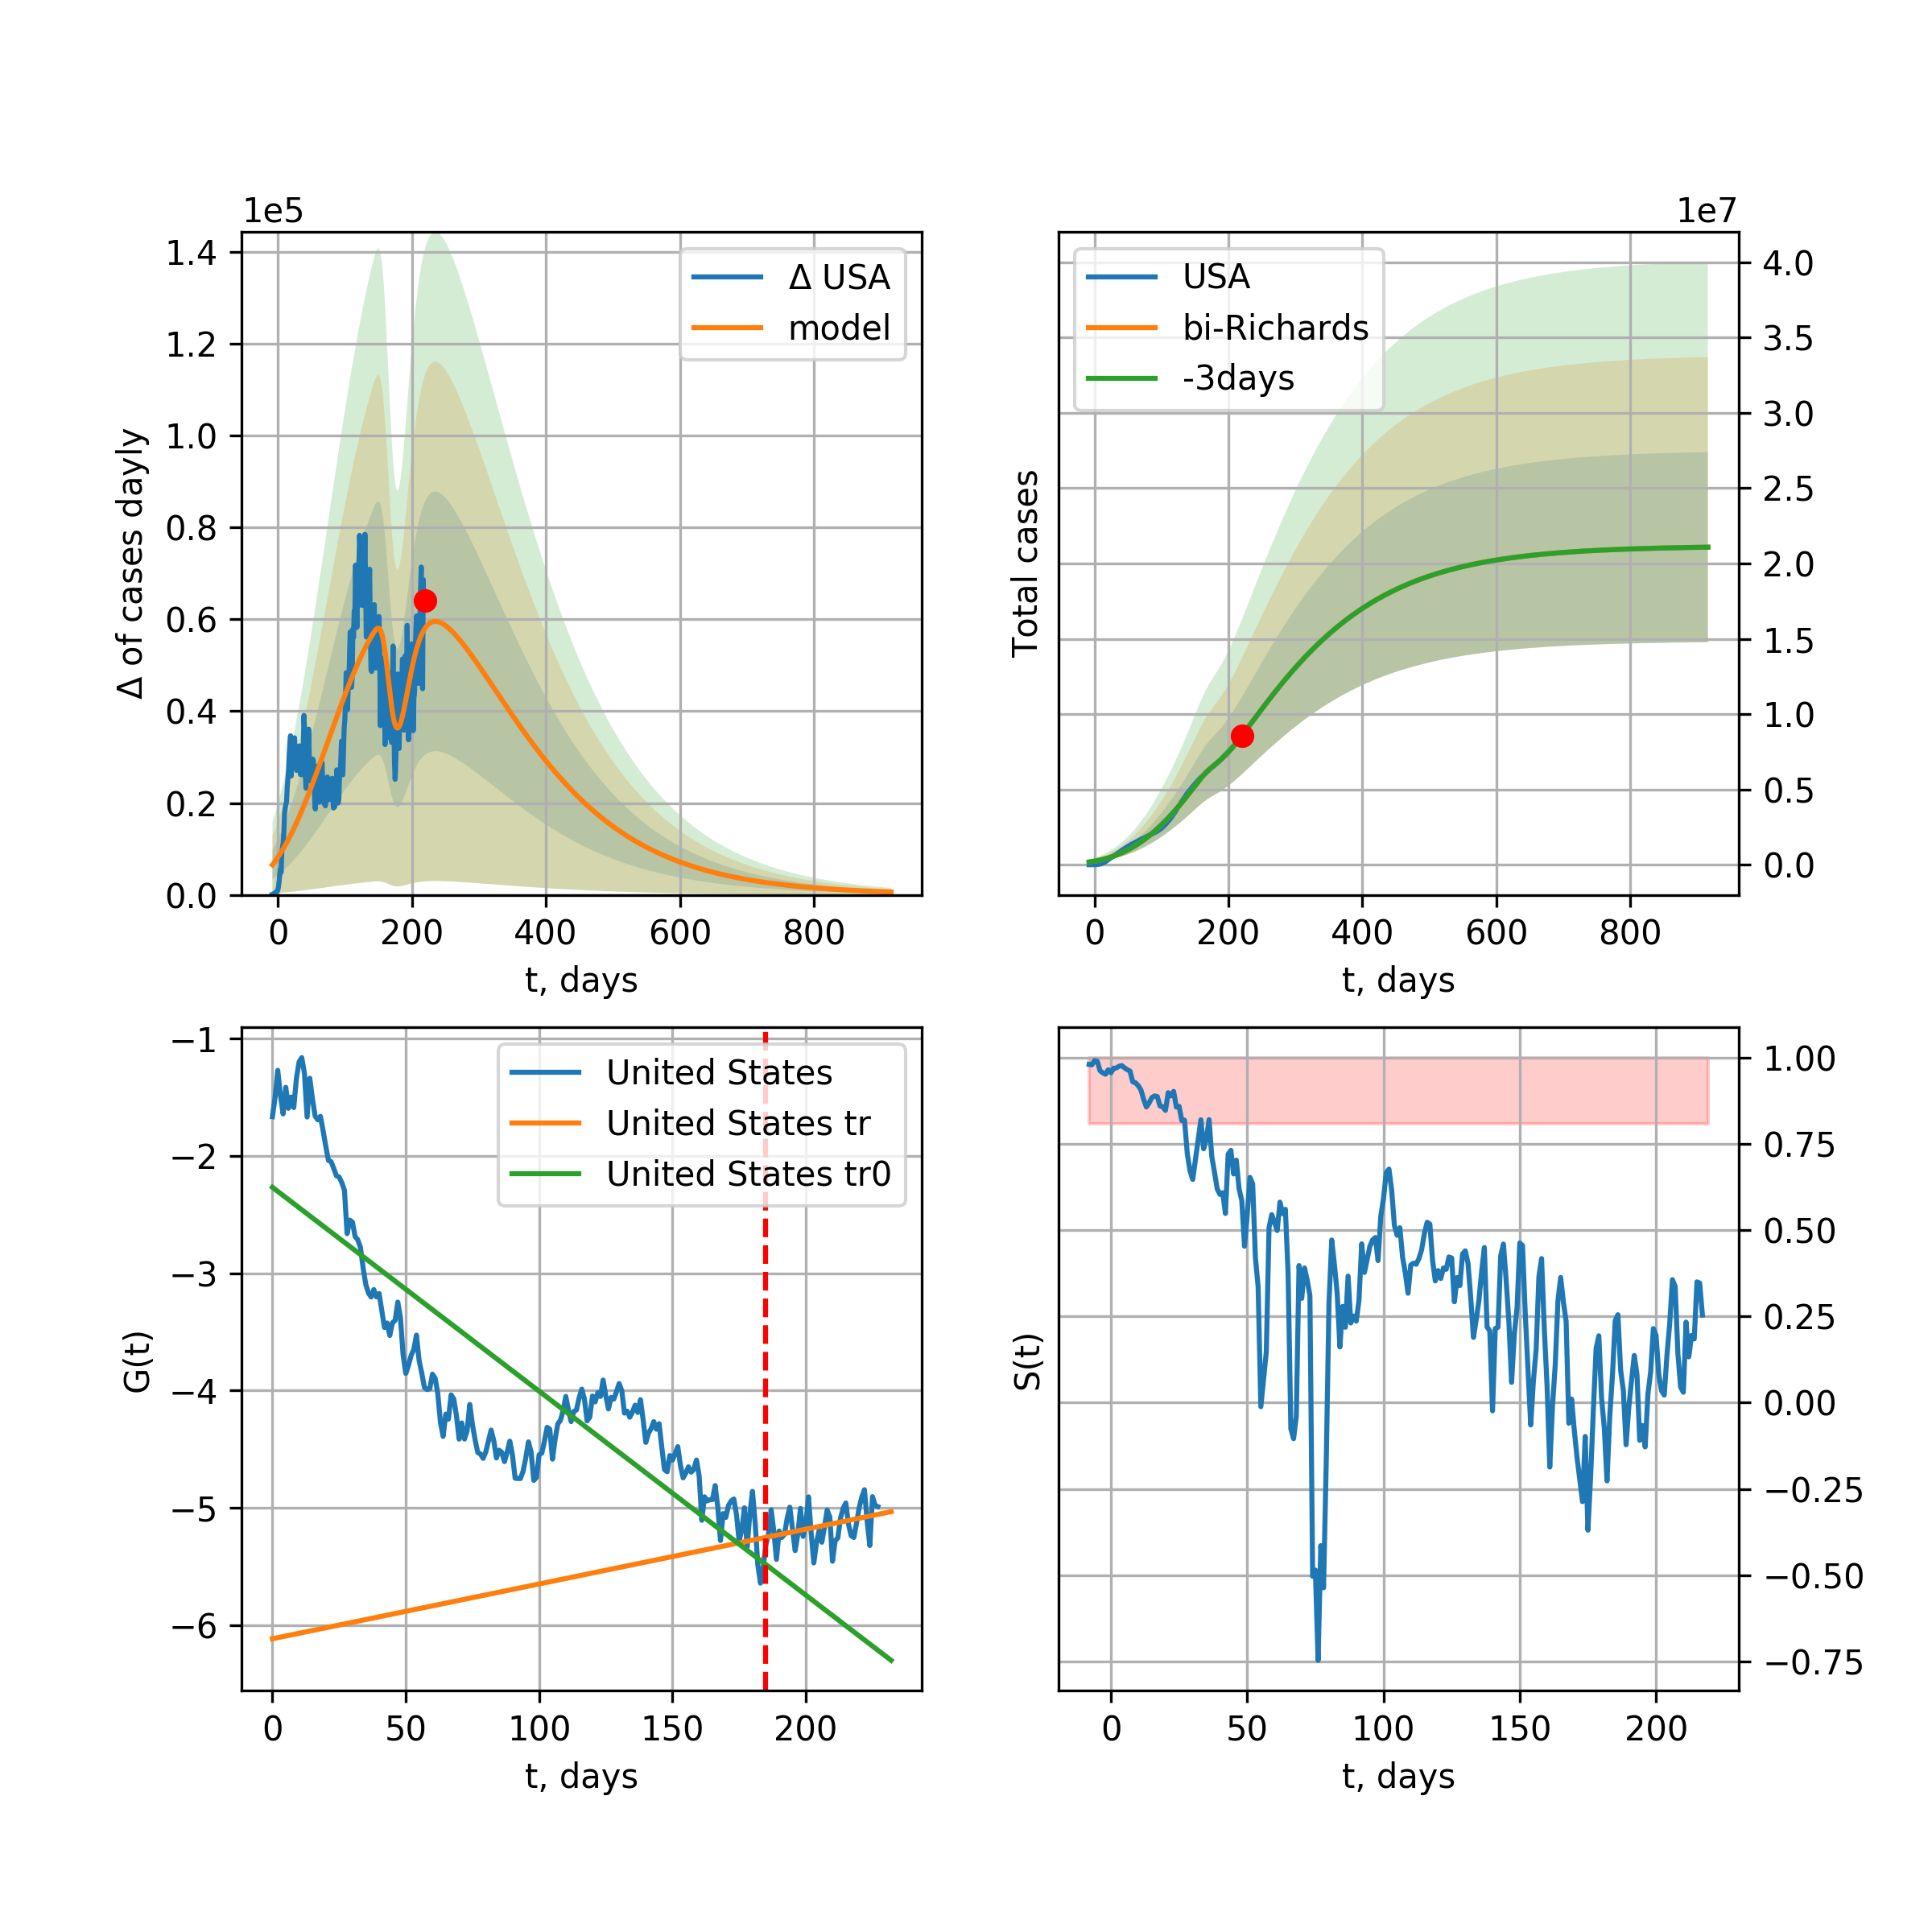 1e5
1.4
1.2
1.0
0.8
0.6
0.4
0.2
0.0
Δ of cases dayly
Δ USA
model
0 200 400 600 800
t, days
1e7
USA
bi-Richards
-3days
Total cases
4.0
3.5
3.0
2.5
2.0
1.5
1.0
0.5
0.0
0 200 400 600 800
t, days
−1
−2
−3
−4
−5
−6
G(t)
United States
United States tr
United States tr0
0 50 100 150 200
t, days
S(t)
1.00
0.75
0.50
0.25
0.00
−0.25
−0.50
−0.75
0 50 100 150 200
t, days